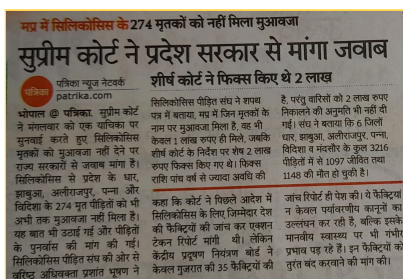 मप्र में सिलिकोसिस के 274 मृतकों को नहीं मिला मुआवजा
सुप्रीम कोर्ट ने प्रदेश सरकार से मांगा जवाब
पत्रिका
पत्रिका न्यूज नेटवर्क
patrika.com
भोपाल @ पत्रिका. सुप्रीम कोर्ट
ने मंगलवार को एक याचिका पर
सुनवाई करते हुए सिलिकोसिस
मृतकों को मुआवजा नहीं देने पर
राज्य सरकारों से जवाब मांगा है।
सिलिकोसिस से प्रदेश के धार,
झाबुआ, अलीराजपुर, पन्ना और
विदिशा के 274 मृत पीड़ितों को भी
अभी तक मुआवजा नहीं मिला है।
यह बात भी उठाई गई और पीड़ितों
के पुनर्वास की मांग की गई।
सिलिकोसिस पीड़ित संघ की ओर से
वरिष्ठ अधिवक्ता प्रशांत भूषण ने
शीर्ष कोर्ट ने फिक्स किए थे 2 लाख
सिलिकोसिस पीड़ित संघ ने शपथ
पत्र में बताया, मप्र में जिन मृतकों के
नाम पर मुआवजा मिला है, वह भी
केवल 1 लाख रुपए ही मिले, जबकि
शीर्ष कोर्ट के निर्देश पर शेष 2 लाख
रुपए फिक्स किए गए थे। फिक्स
राशि पांच वर्ष से ज्यादा अवधि की
है, परंतु वारिसों को 2 लाख रुपए
निकालने की अनुमति भी नहीं दी
गई। संघ ने बताया कि 6 जिलों
धार, झाबुआ, अलीराजपुर, पन्ना,
विदिशा व मंदसौर के कुल 3216
पीड़ितों में से 1097 जीवित तथा
1148 की मौत हो चुकी है।
कहा कि कोर्ट ने पिछले आदेश में
सिलिकोसिस के लिए जिम्मेदार देश
की फैक्ट्रियों की जांच कर एक्शन
टेकन रिपोर्ट मांगी थी। लेकिन
केंद्रीय प्रदूषण नियंत्रण बोर्ड ने
केवल गुजरात की 35 फैक्ट्रियों की
जांच रिपोर्ट ही पेश की। ये फैक्ट्रियां
न केवल पर्यावरणीय कानूनों का
उल्लंघन कर रही है, बल्कि इसके
मानवीय स्वास्थ्य पर भी गंभीर
प्रभाव पड़ रहे हैं। इन फैक्ट्रियों को
तुरंत बंद करवाने की मांग की।